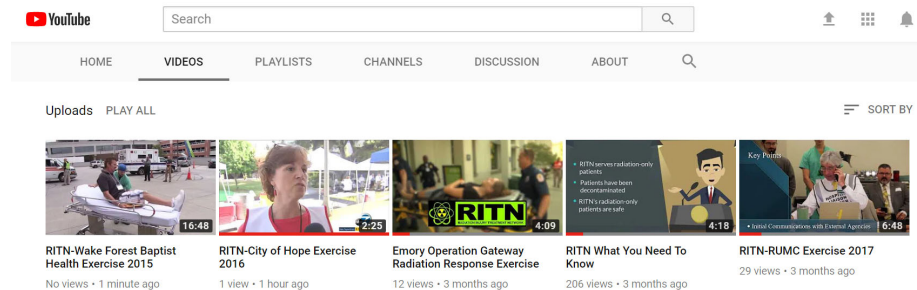 YouTube
Search
HOME VIDEOS PLAYLISTS CHANNELS DISCUSSION ABOUT
Uploads PLAY ALL SORT BY
16:48
2:25
RITN
4:09
• RITN serves radiation-only patients
• Patients have been decontaminated
• RITN's radiation-only patients are safe
4:18
Key Points
• Initial Communications with External Agencies
6:48
RITN-Wake Forest Baptist
Health Exercise 2015
No views • 1 minute ago
RITN-City of Hope Exercise
2016
1 view • 1 hour ago
Emory Operation Gateway
Radiation Response Exercise
12 views • 3 months ago
RITN What You Need To
Know
206 views • 3 months ago
RITN-RUMC Exercise 2017
29 views • 3 months ago